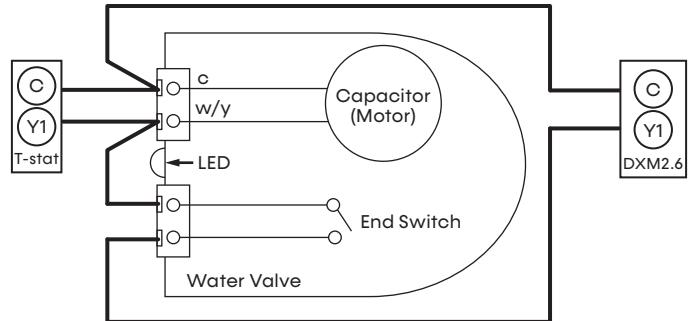 C
Y1
T-stat
c
w/y
LED
Capacitor
(Motor)
End Switch
Water Valve
C
Y1
DXM2.6